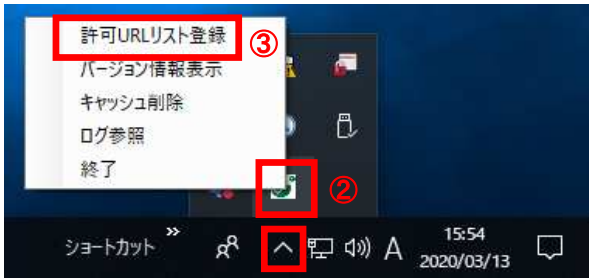 許可URLリスト登録
③
バージョン情報表示
キャッシュ削除
ログ参照
終了
②
ショートカット
»
A
15:54
2020/03/13